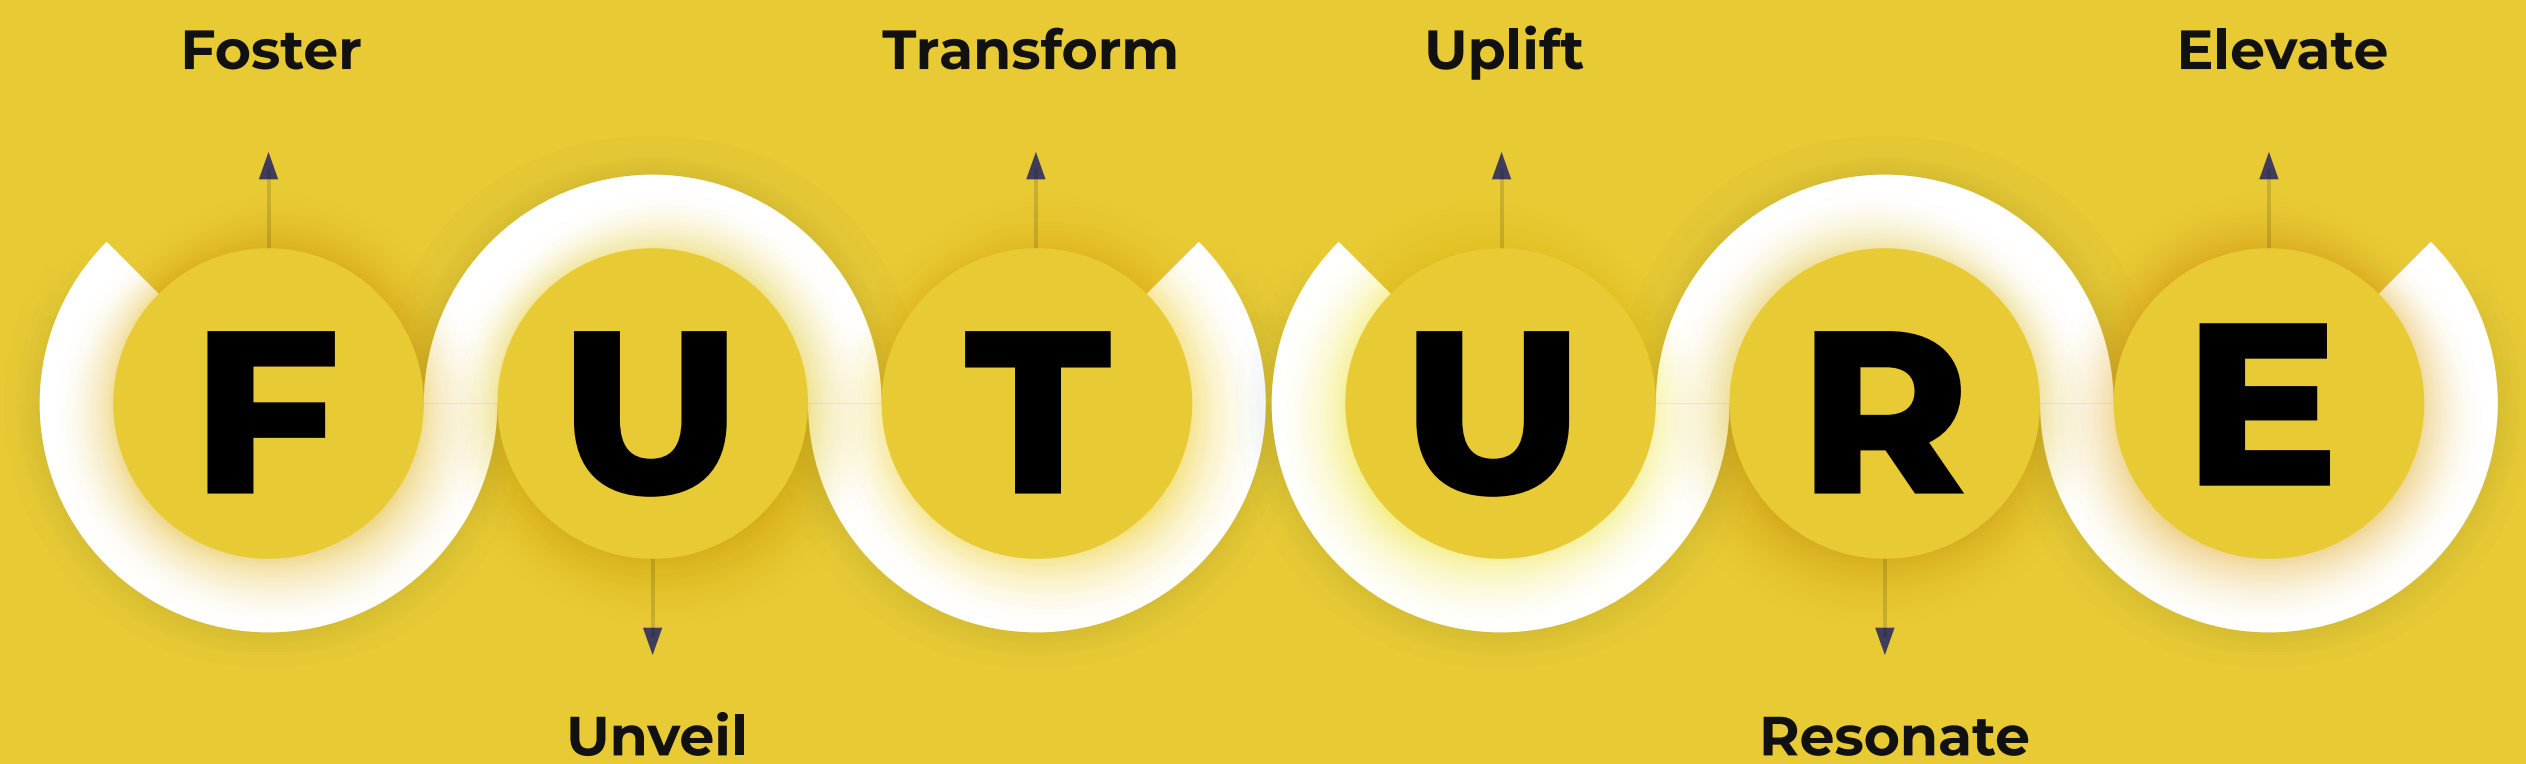 Foster
Transform
Uplift
Elevate
F U T U R E
Unveil
Resonate